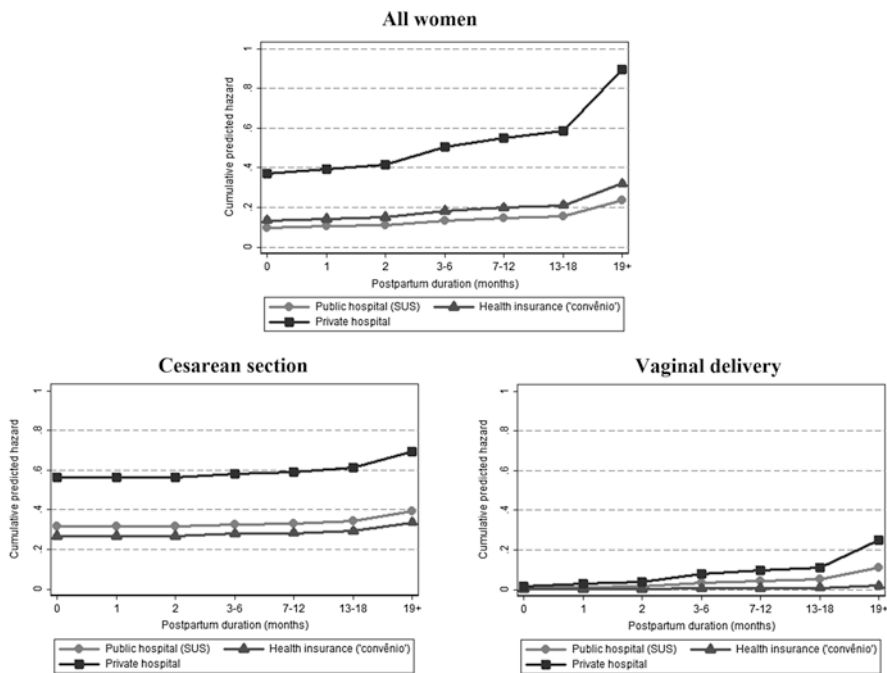 All women
Cumulative predicted hazard
1
.8
.6
.4
.2
0
0 1 2 3-6 7-12 13-18 19+
Postpartum duration (months)
Public hospital (SUS) Health insurance ('convênio')
Private hospital
Cesarean section
Cumulative predicted hazard
1
.8
.6
.4
.2
0
0 1 2 3-6 7-12 13-18 19+
Postpartum duration (months)
Public hospital (SUS) Health insurance ('convênio')
Private hospital
Vaginal delivery
Cumulative predicted hazard
1
.8
.6
.4
.2
0
0 1 2 3-6 7-12 13-18 19+
Postpartum duration (months)
Public hospital (SUS) Health insurance ('convênio')
Private hospital